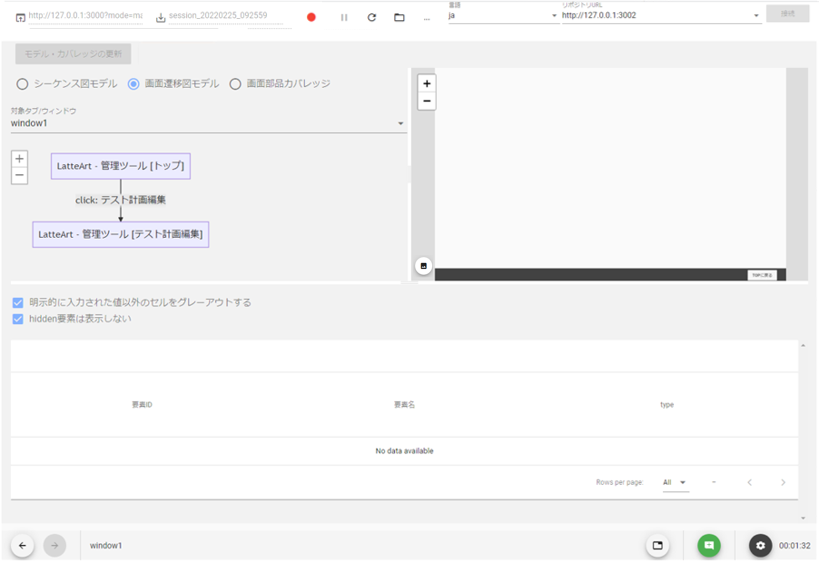 言語
リポジトリURL
http://127.0.0.1:3000?mode=ma
session_20220225_092559
...
ja
http://127.0.0.1:3002
接続
モデル・カバレッジの更新
シーケンス図モデル
画面遷移図モデル
画面部品カバレッジ
対象タブ/ウィンドウ
window1
+
−
LatteArt - 管理ツール [トップ]
click: テスト計画編集
LatteArt - 管理ツール [テスト計画編集]
+
−
TOPに戻る
明示的に入力された値以外のセルをグレーアウトする
hidden要素は表示しない
要素ID
要素名
type
No data available
Rows per page:
All
-
window1
00:01:32